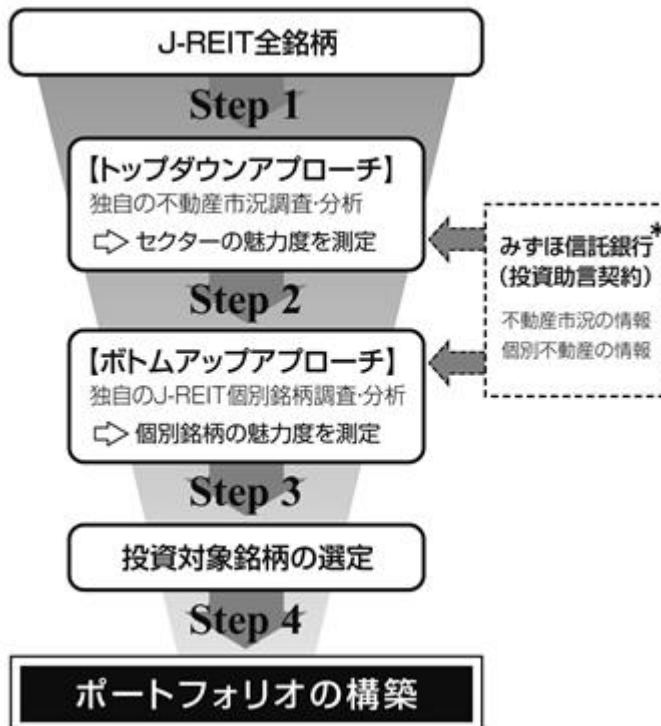 J-REIT全銘柄
Step 1
【トップダウンアプローチ】
独自の不動産市況調査・分析
⇨ セクターの魅力度を測定
みずほ信託銀行*
（投資助言契約）
不動産市況の情報
個別不動産の情報
Step 2
【ボトムアップアプローチ】
独自のJ-REIT個別銘柄調査・分析
⇨ 個別銘柄の魅力度を測定
Step 3
投資対象銘柄の選定
Step 4
ポートフォリオの構築